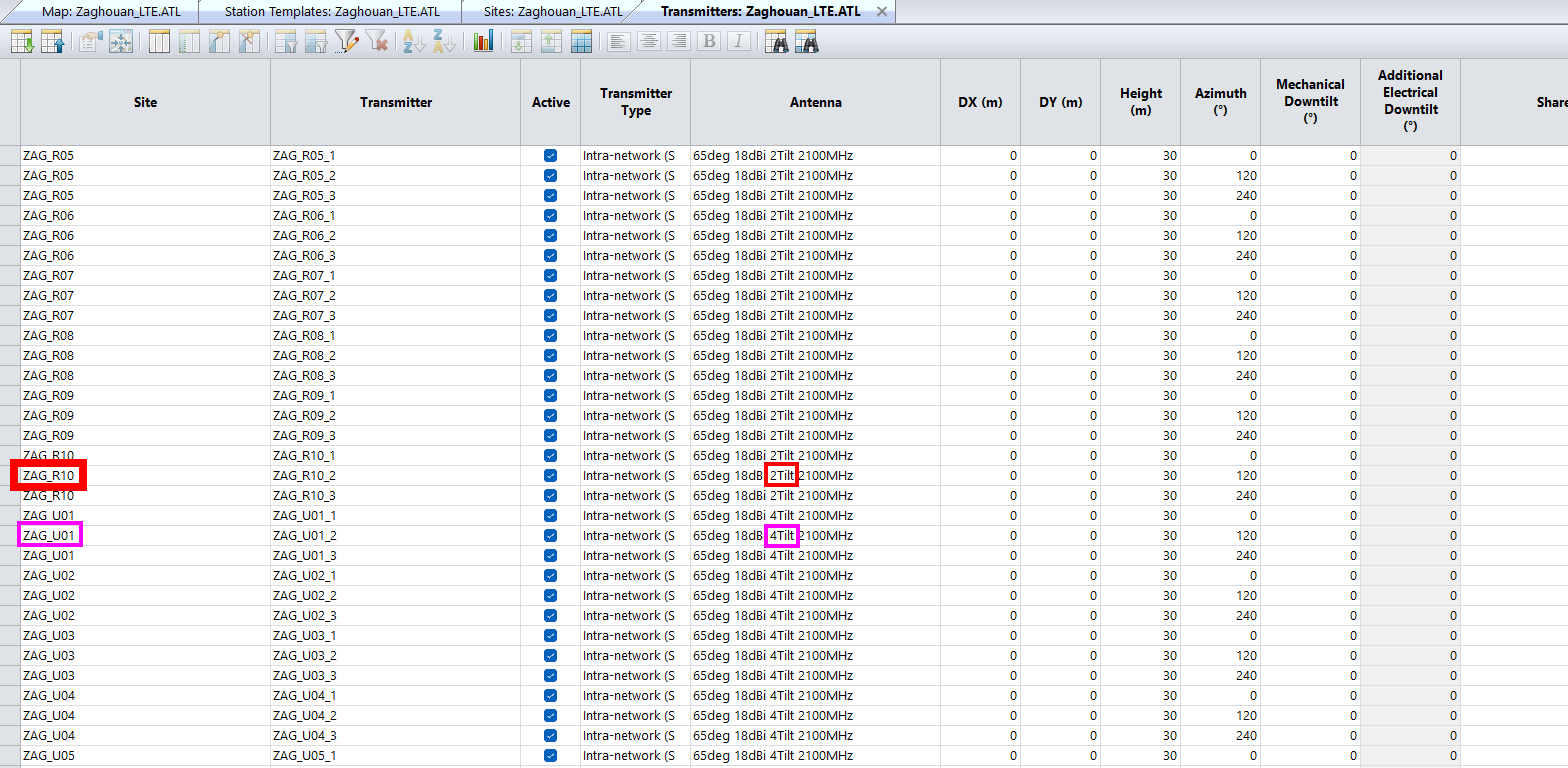 Map: Zaghouan_LTE.ATL Station Templates: Zaghouan_LTE.ATL Sites: Zaghouan_LTE.ATL Transmitters: Zaghouan_LTE.ATL
Site Transmitter Active Transmitter Type Antenna DX (m) DY (m) Height (m) Azimuth (°) Mechanical Downtilt (°) Additional Electrical Downtilt (°) Share
ZAG_R05 ZAG_R05_1 Intra-network (S 65deg 18dBi 2Tilt 2100MHz 0 0 30 0 0 0
ZAG_R05 ZAG_R05_2 Intra-network (S 65deg 18dBi 2Tilt 2100MHz 0 0 30 120 0 0
ZAG_R05 ZAG_R05_3 Intra-network (S 65deg 18dBi 2Tilt 2100MHz 0 0 30 240 0 0
ZAG_R06 ZAG_R06_1 Intra-network (S 65deg 18dBi 2Tilt 2100MHz 0 0 30 0 0 0
ZAG_R06 ZAG_R06_2 Intra-network (S 65deg 18dBi 2Tilt 2100MHz 0 0 30 120 0 0
ZAG_R06 ZAG_R06_3 Intra-network (S 65deg 18dBi 2Tilt 2100MHz 0 0 30 240 0 0
ZAG_R07 ZAG_R07_1 Intra-network (S 65deg 18dBi 2Tilt 2100MHz 0 0 30 0 0 0
ZAG_R07 ZAG_R07_2 Intra-network (S 65deg 18dBi 2Tilt 2100MHz 0 0 30 120 0 0
ZAG_R07 ZAG_R07_3 Intra-network (S 65deg 18dBi 2Tilt 2100MHz 0 0 30 240 0 0
ZAG_R08 ZAG_R08_1 Intra-network (S 65deg 18dBi 2Tilt 2100MHz 0 0 30 0 0 0
ZAG_R08 ZAG_R08_2 Intra-network (S 65deg 18dBi 2Tilt 2100MHz 0 0 30 120 0 0
ZAG_R08 ZAG_R08_3 Intra-network (S 65deg 18dBi 2Tilt 2100MHz 0 0 30 240 0 0
ZAG_R09 ZAG_R09_1 Intra-network (S 65deg 18dBi 2Tilt 2100MHz 0 0 30 0 0 0
ZAG_R09 ZAG_R09_2 Intra-network (S 65deg 18dBi 2Tilt 2100MHz 0 0 30 120 0 0
ZAG_R09 ZAG_R09_3 Intra-network (S 65deg 18dBi 2Tilt 2100MHz 0 0 30 240 0 0
ZAG_R10 ZAG_R10_1 Intra-network (S 65deg 18dBi 2Tilt 2100MHz 0 0 30 0 0 0
ZAG_R10 ZAG_R10_2 Intra-network (S 65deg 18dBi 2Tilt 2100MHz 0 0 30 120 0 0
ZAG_R10 ZAG_R10_3 Intra-network (S 65deg 18dBi 2Tilt 2100MHz 0 0 30 240 0 0
ZAG_U01 ZAG_U01_1 Intra-network (S 65deg 18dBi 4Tilt 2100MHz 0 0 30 0 0 0
ZAG_U01 ZAG_U01_2 Intra-network (S 65deg 18dBi 4Tilt 2100MHz 0 0 30 120 0 0
ZAG_U01 ZAG_U01_3 Intra-network (S 65deg 18dBi 4Tilt 2100MHz 0 0 30 240 0 0
ZAG_U02 ZAG_U02_1 Intra-network (S 65deg 18dBi 4Tilt 2100MHz 0 0 30 0 0 0
ZAG_U02 ZAG_U02_2 Intra-network (S 65deg 18dBi 4Tilt 2100MHz 0 0 30 120 0 0
ZAG_U02 ZAG_U02_3 Intra-network (S 65deg 18dBi 4Tilt 2100MHz 0 0 30 240 0 0
ZAG_U03 ZAG_U03_1 Intra-network (S 65deg 18dBi 4Tilt 2100MHz 0 0 30 0 0 0
ZAG_U03 ZAG_U03_2 Intra-network (S 65deg 18dBi 4Tilt 2100MHz 0 0 30 120 0 0
ZAG_U03 ZAG_U03_3 Intra-network (S 65deg 18dBi 4Tilt 2100MHz 0 0 30 240 0 0
ZAG_U04 ZAG_U04_1 Intra-network (S 65deg 18dBi 4Tilt 2100MHz 0 0 30 0 0 0
ZAG_U04 ZAG_U04_2 Intra-network (S 65deg 18dBi 4Tilt 2100MHz 0 0 30 120 0 0
ZAG_U04 ZAG_U04_3 Intra-network (S 65deg 18dBi 4Tilt 2100MHz 0 0 30 240 0 0
ZAG_U05 ZAG_U05_1 Intra-network (S 65deg 18dBi 4Tilt 2100MHz 0 0 30 0 0 0